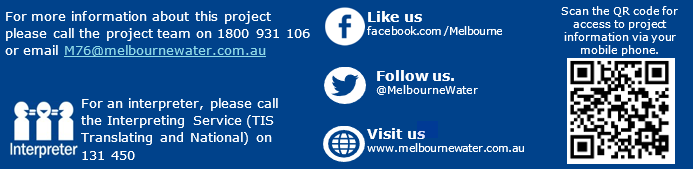 For more information about this project
please call the project team on 1800 931 106
or email M76@melbournewater.com.au
Interpreter
For an interpreter, please call
the Interpreting Service (TIS
Translating and National) on
131 450
Like us
facebook.com/Melbourne
Follow us.
@MelbourneWater
Visit us
www.melbournewater.com.au
Scan the QR code for
access to project
information via your
mobile phone.